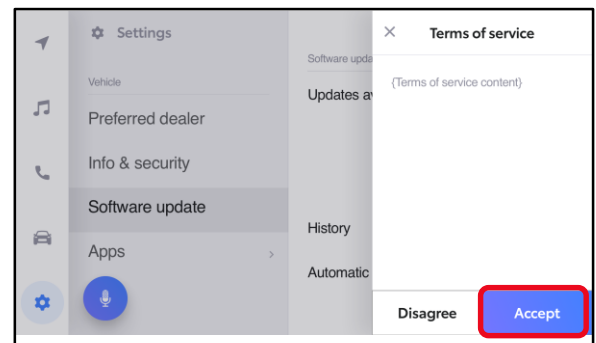 Settings
Vehicle
Preferred dealer
Info & security
Software update
Apps
Software upda
Updates av
History
Automatic
Terms of service
{Terms of service content}
Disagree
Accept